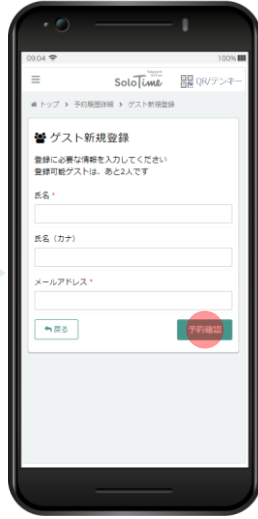 09:04 100%
SoloTime QR/テンキー
トップ > 予約履歴詳細 > ゲスト新規登録
ゲスト新規登録
登録に必要な情報を入力してください
登録可能ゲストは、あと2人です
氏名 *
氏名（カナ）
メールアドレス *
戻る 予約確認